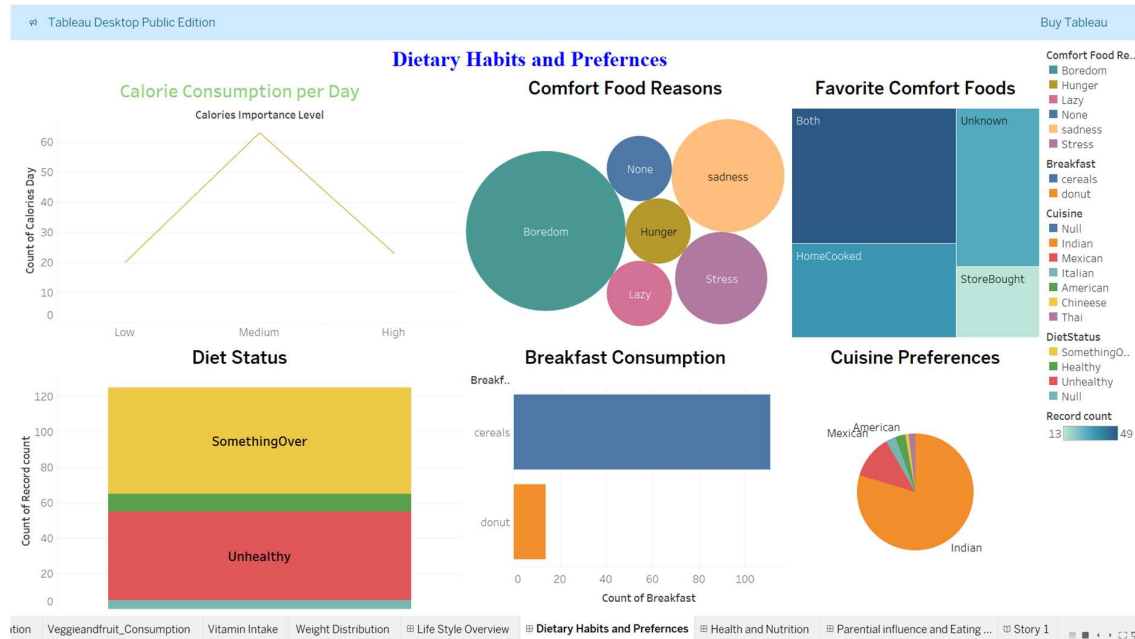 Tableau Desktop Public Edition
Buy Tableau
Dietary Habits and Prefernces
Calorie Consumption per Day
Calories Importance Level
Count of Calories Day
60
50
40
30
20
10
0
Low
Medium
High
Comfort Food Reasons
Boredom
None
sadness
Hunger
Lazy
Stress
Favorite Comfort Foods
Both
Unknown
HomeCooked
StoreBought
Comfort Food Re..
Boredom
Hunger
Lazy
None
sadness
Stress
Breakfast
cereals
donut
Cuisine
Null
Indian
Mexican
Italian
American
Chineese
Thai
DietStatus
SomethingO..
Healthy
Unhealthy
Null
Record count
13 49
Diet Status
Count of Record count
120
100
80
60
40
20
0
SomethingOver
Unhealthy
Breakfast Consumption
Breakf..
cereals
donut
0 20 40 60 80 100
Count of Breakfast
Cuisine Preferences
American
Mexican
Indian
ition Veggieandfruit_Consumption Vitamin Intake Weight Distribution Life Style Overview Dietary Habits and Prefernces Health and Nutrition Parential influence and Eating ... Story 1